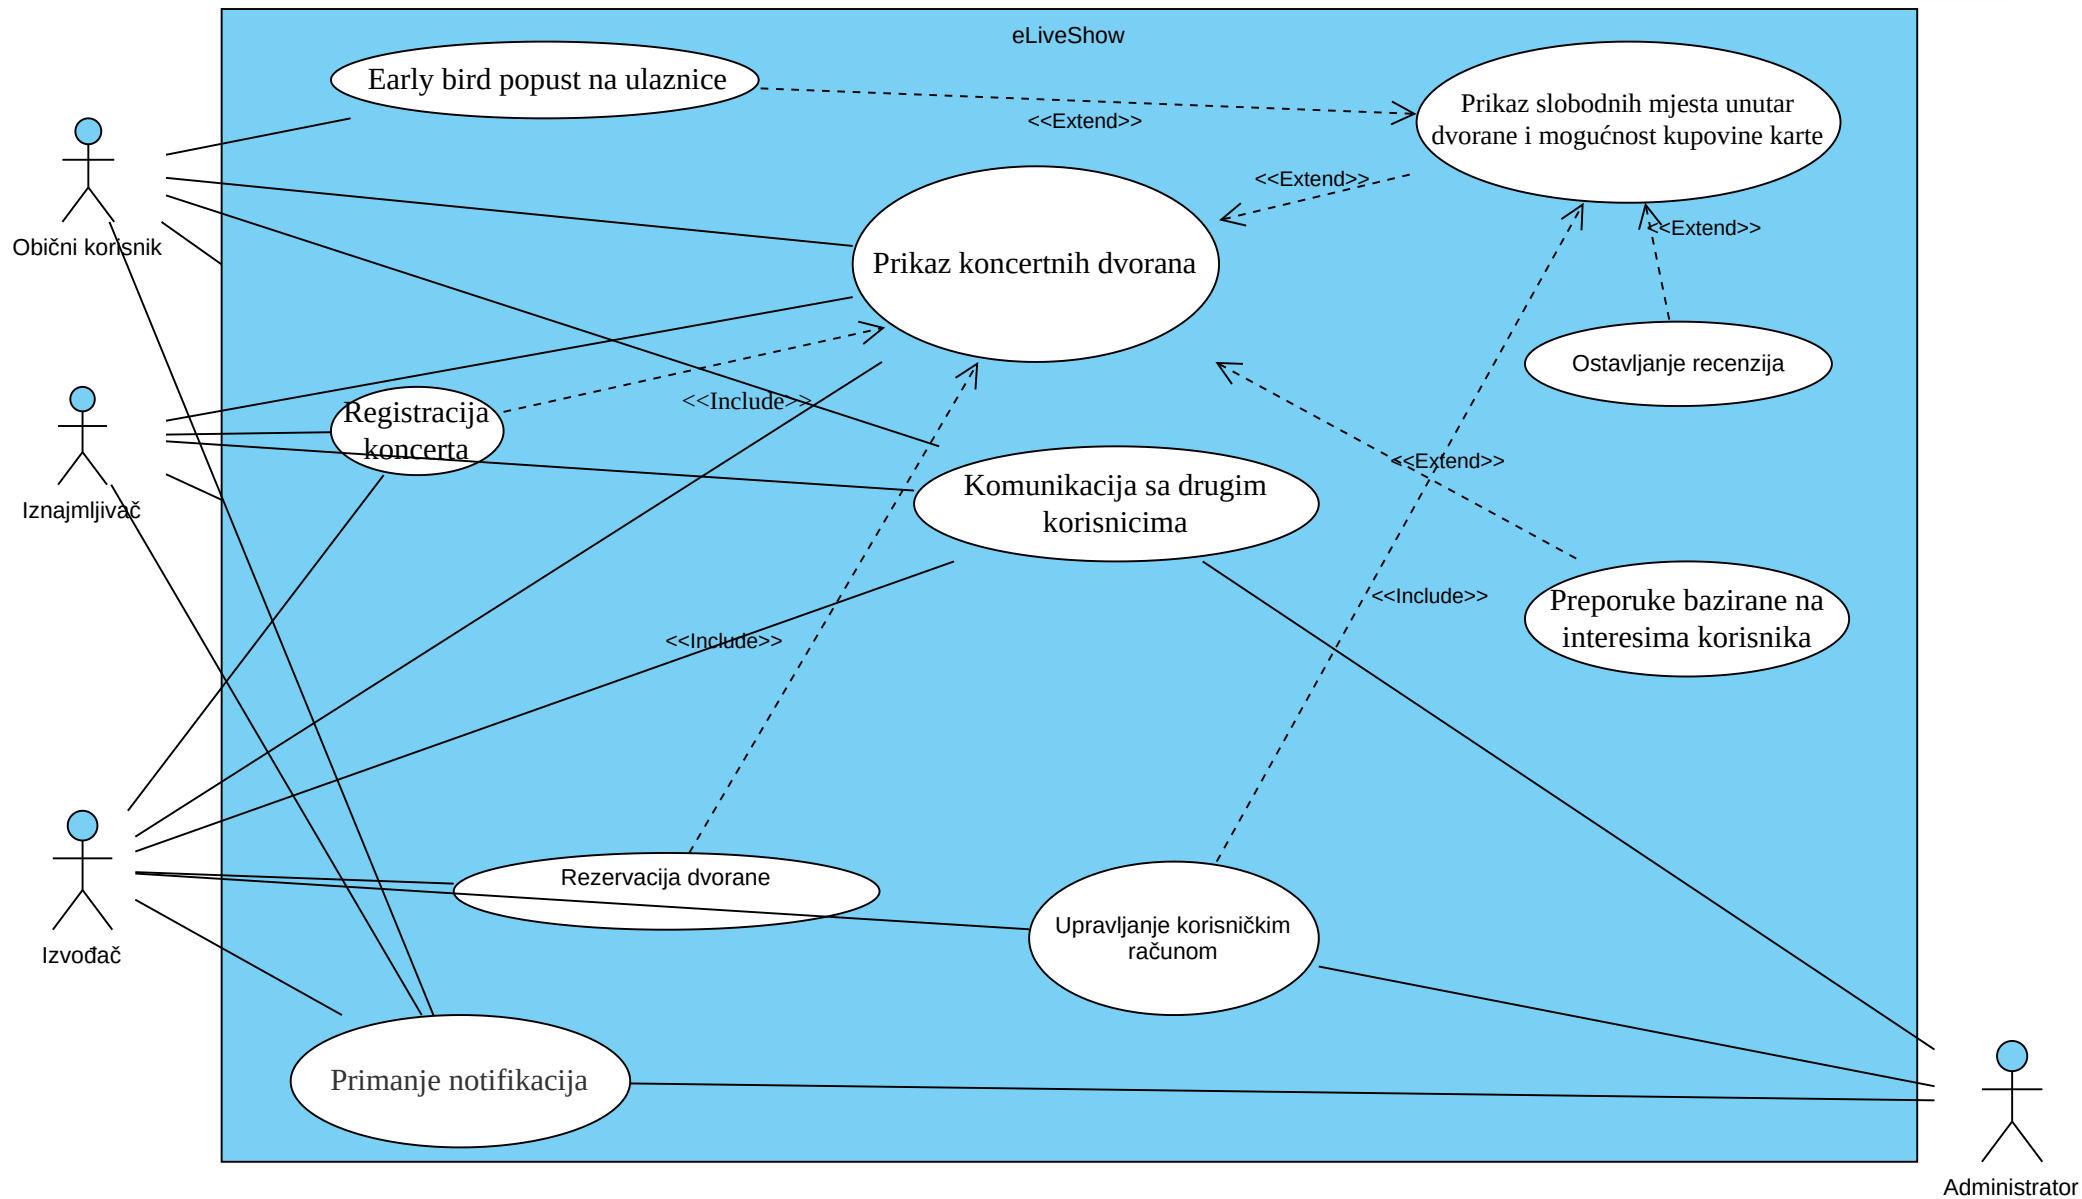 eLiveShow
Early bird popust na ulaznice
Prikaz slobodnih mjesta unutar
dvorane i mogućnost kupovine karte
<<Extend>>
<<Extend>>
<<Extend>>
Obični korisnik
Prikaz koncertnih dvorana
Ostavljanje recenzija
<<Include>>
Registracija
koncerta
<<Extend>>
Iznajmljivač
Komunikacija sa drugim
korisnicima
<<Include>>
Preporuke bazirane na
interesima korisnika
<<Include>>
Rezervacija dvorane
Upravljanje korisničkim
računom
Izvođač
Primanje notifikacija
Administrator